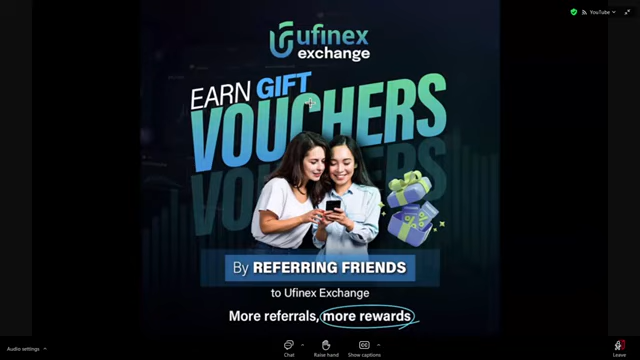 YouTube
ufinex
exchange
EARN GIFT
VOUCHERS
VOUCHERS
By REFERRING FRIENDS
to Ufinex Exchange
More referrals, more rewards
Audio settings
Chat
Raise hand
Show captions
Leave